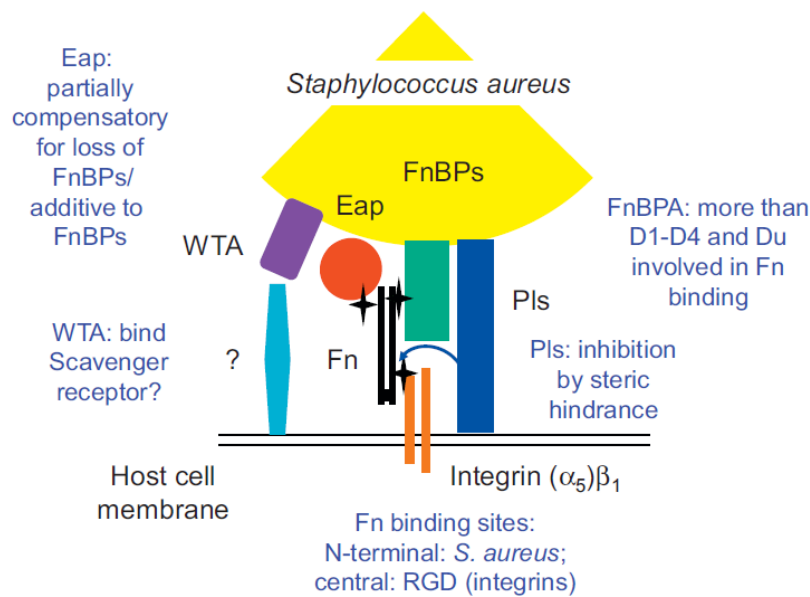 Eap:
partially
compensatory
for loss of
FnBPs/
additive to
FnBPs
Staphylococcus aureus
FnBPs
Eap
WTA
FnBPA: more than
D1-D4 and Du
involved in Fn
binding
Pls
WTA: bind
Scavenger
receptor?
?
Fn
Pls: inhibition
by steric
hindrance
Host cell
membrane
Integrin (α₅)β₁
Fn binding sites:
N-terminal: S. aureus;
central: RGD (integrins)